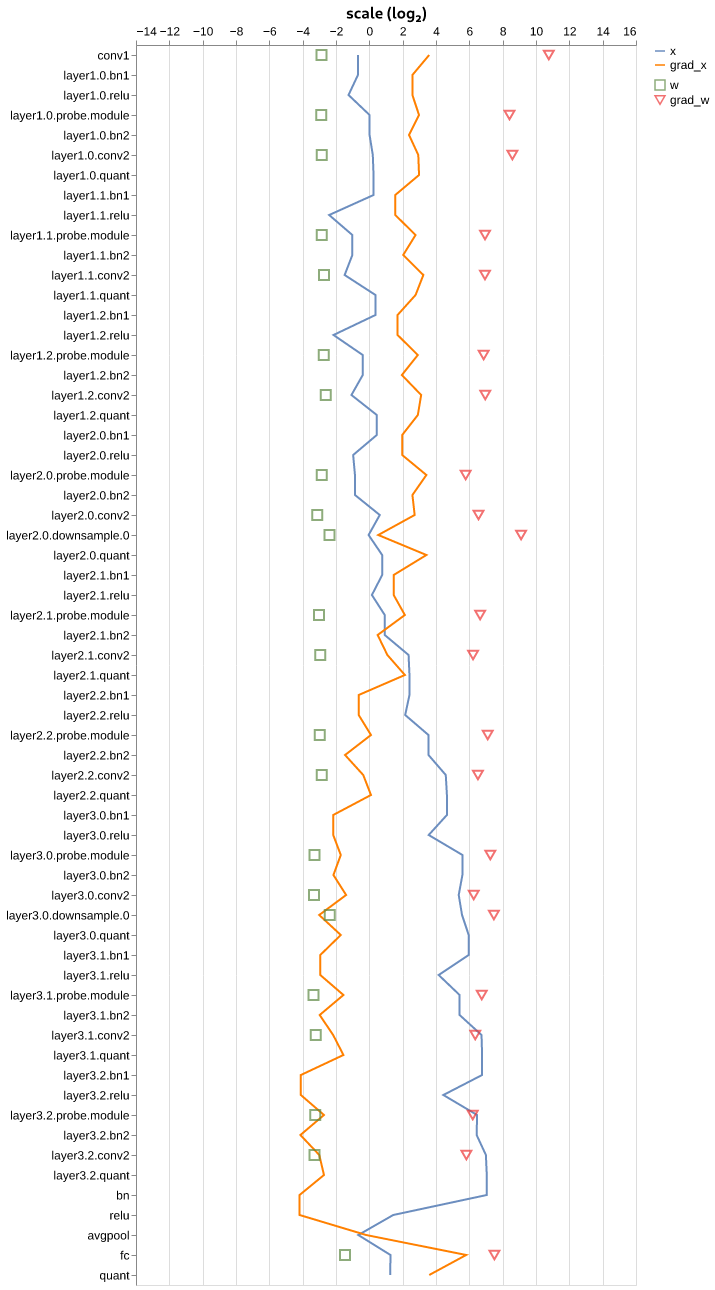 scale (log₂)
−14 −12 −10 −8 −6 −4 −2 0 2 4 6 8 10 12 14 16
x
grad_x
w
grad_w
conv1
layer1.0.bn1
layer1.0.relu
layer1.0.probe.module
layer1.0.bn2
layer1.0.conv2
layer1.0.quant
layer1.1.bn1
layer1.1.relu
layer1.1.probe.module
layer1.1.bn2
layer1.1.conv2
layer1.1.quant
layer1.2.bn1
layer1.2.relu
layer1.2.probe.module
layer1.2.bn2
layer1.2.conv2
layer1.2.quant
layer2.0.bn1
layer2.0.relu
layer2.0.probe.module
layer2.0.bn2
layer2.0.conv2
layer2.0.downsample.0
layer2.0.quant
layer2.1.bn1
layer2.1.relu
layer2.1.probe.module
layer2.1.bn2
layer2.1.conv2
layer2.1.quant
layer2.2.bn1
layer2.2.relu
layer2.2.probe.module
layer2.2.bn2
layer2.2.conv2
layer2.2.quant
layer3.0.bn1
layer3.0.relu
layer3.0.probe.module
layer3.0.bn2
layer3.0.conv2
layer3.0.downsample.0
layer3.0.quant
layer3.1.bn1
layer3.1.relu
layer3.1.probe.module
layer3.1.bn2
layer3.1.conv2
layer3.1.quant
layer3.2.bn1
layer3.2.relu
layer3.2.probe.module
layer3.2.bn2
layer3.2.conv2
layer3.2.quant
bn
relu
avgpool
fc
quant